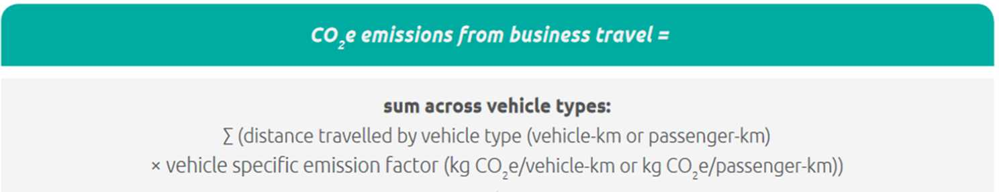 CO₂e emissions from business travel =
sum across vehicle types:
∑ (distance travelled by vehicle type (vehicle-km or passenger-km)
× vehicle specific emission factor (kg CO₂e/vehicle-km or kg CO₂e/passenger-km))